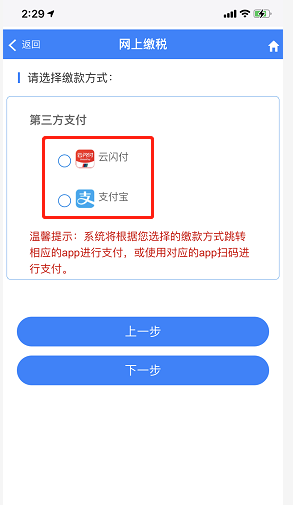 2:29
返回
网上缴税
请选择缴款方式：
第三方支付
云闪付
支付宝
温馨提示：系统将根据您选择的缴款方式跳转
相应的app进行支付，或使用对应的app扫码进
行支付。
上一步
下一步